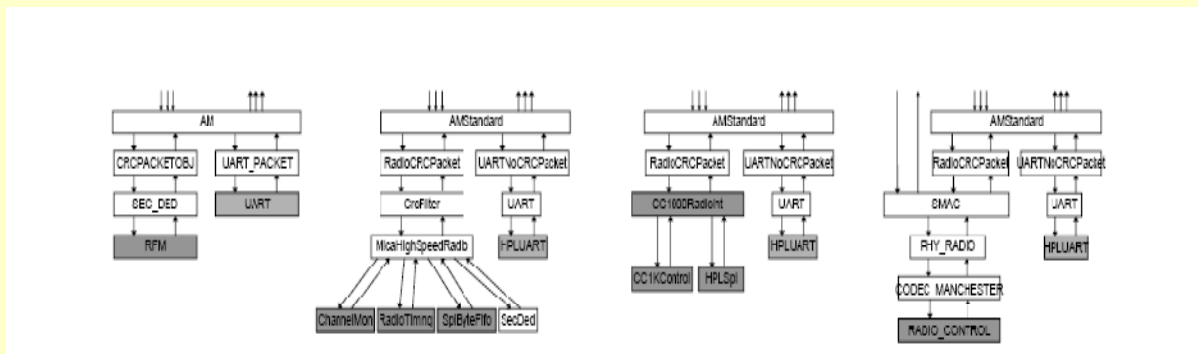 AM
CRCPACKETOBJ
UART_PACKET
SEC_DED
UART
RFM
AMStandard
RadioCRCPacket
UARTNoCRCPacket
CrcFilter
UART
MicaHighSpeedRadio
HPLUART
ChannelMon
RadioTiming
SpiByteFifo
SecDed
AMStandard
RadioCRCPacket
UARTNoCRCPacket
CC1000RadioInt
UART
HPLUART
CC1KControl
HPLSpi
AMStandard
RadioCRCPacket
UARTNoCRCPacket
SMAC
UART
PHY_RADIO
HPLUART
CODEC_MANCHESTER
RADIO_CONTROL